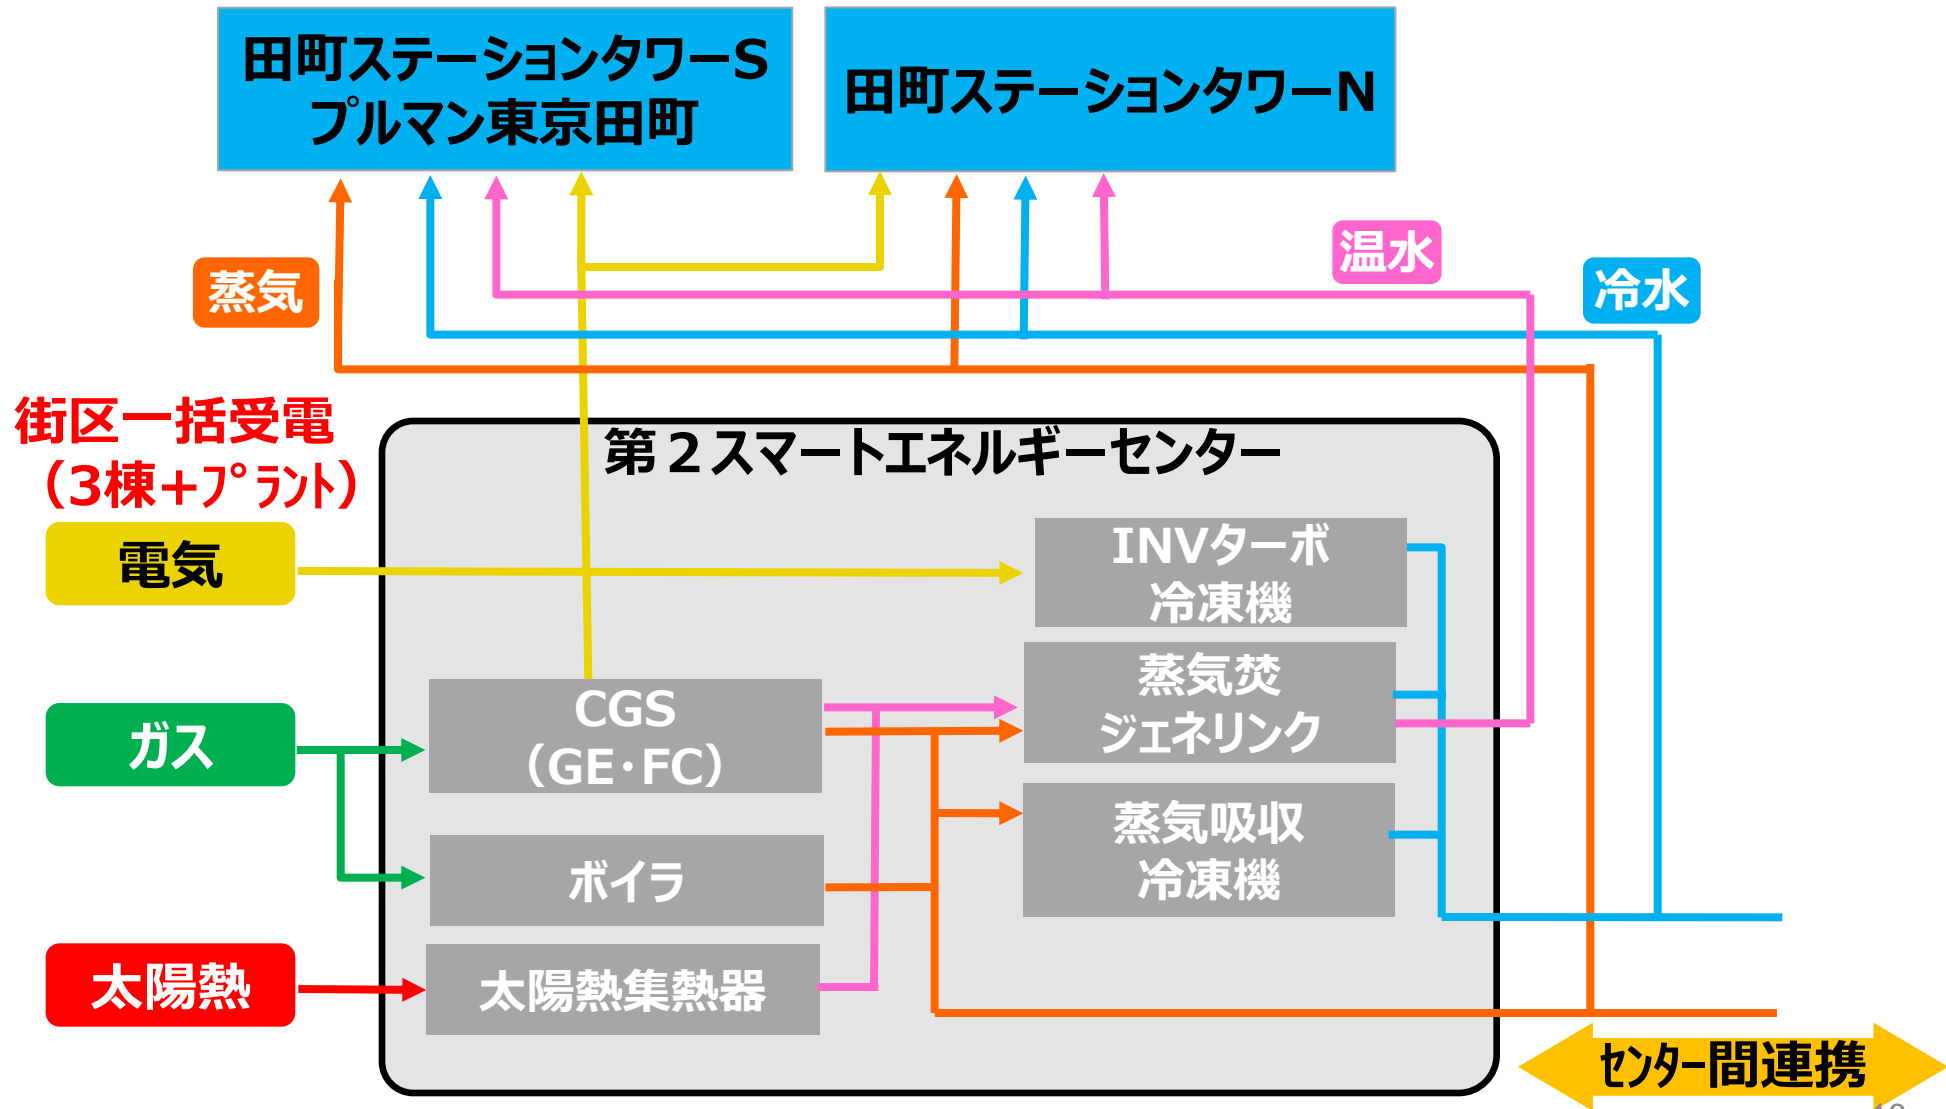 田町ステーションタワーS
プルマン東京田町
田町ステーションタワーN
温水
冷水
蒸気
街区一括受電
（3棟+ﾌﾟﾗﾝﾄ）
第２スマートエネルギーセンター
電気
INVターボ
冷凍機
蒸気焚
ジェネリンク
CGS
（GE･FC）
ガス
蒸気吸収
冷凍機
ボイラ
太陽熱
太陽熱集熱器
ｾﾝﾀｰ間連携